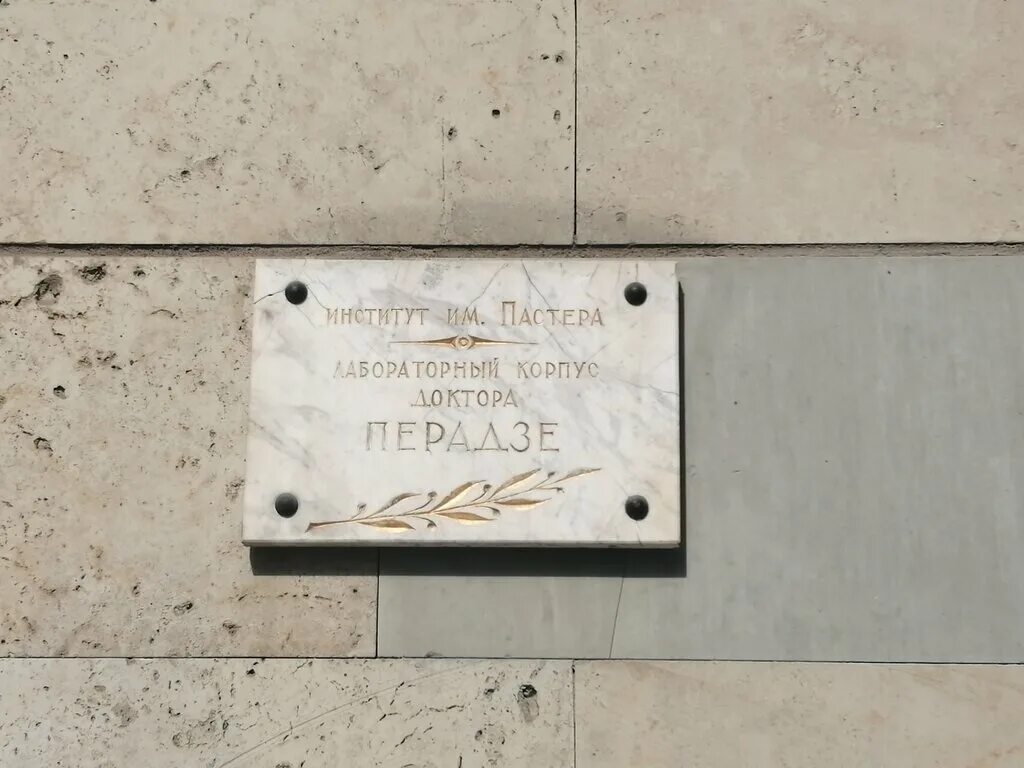 институт им. Пастера
лабораторный корпус
доктора
ПЕРАДЗЕ